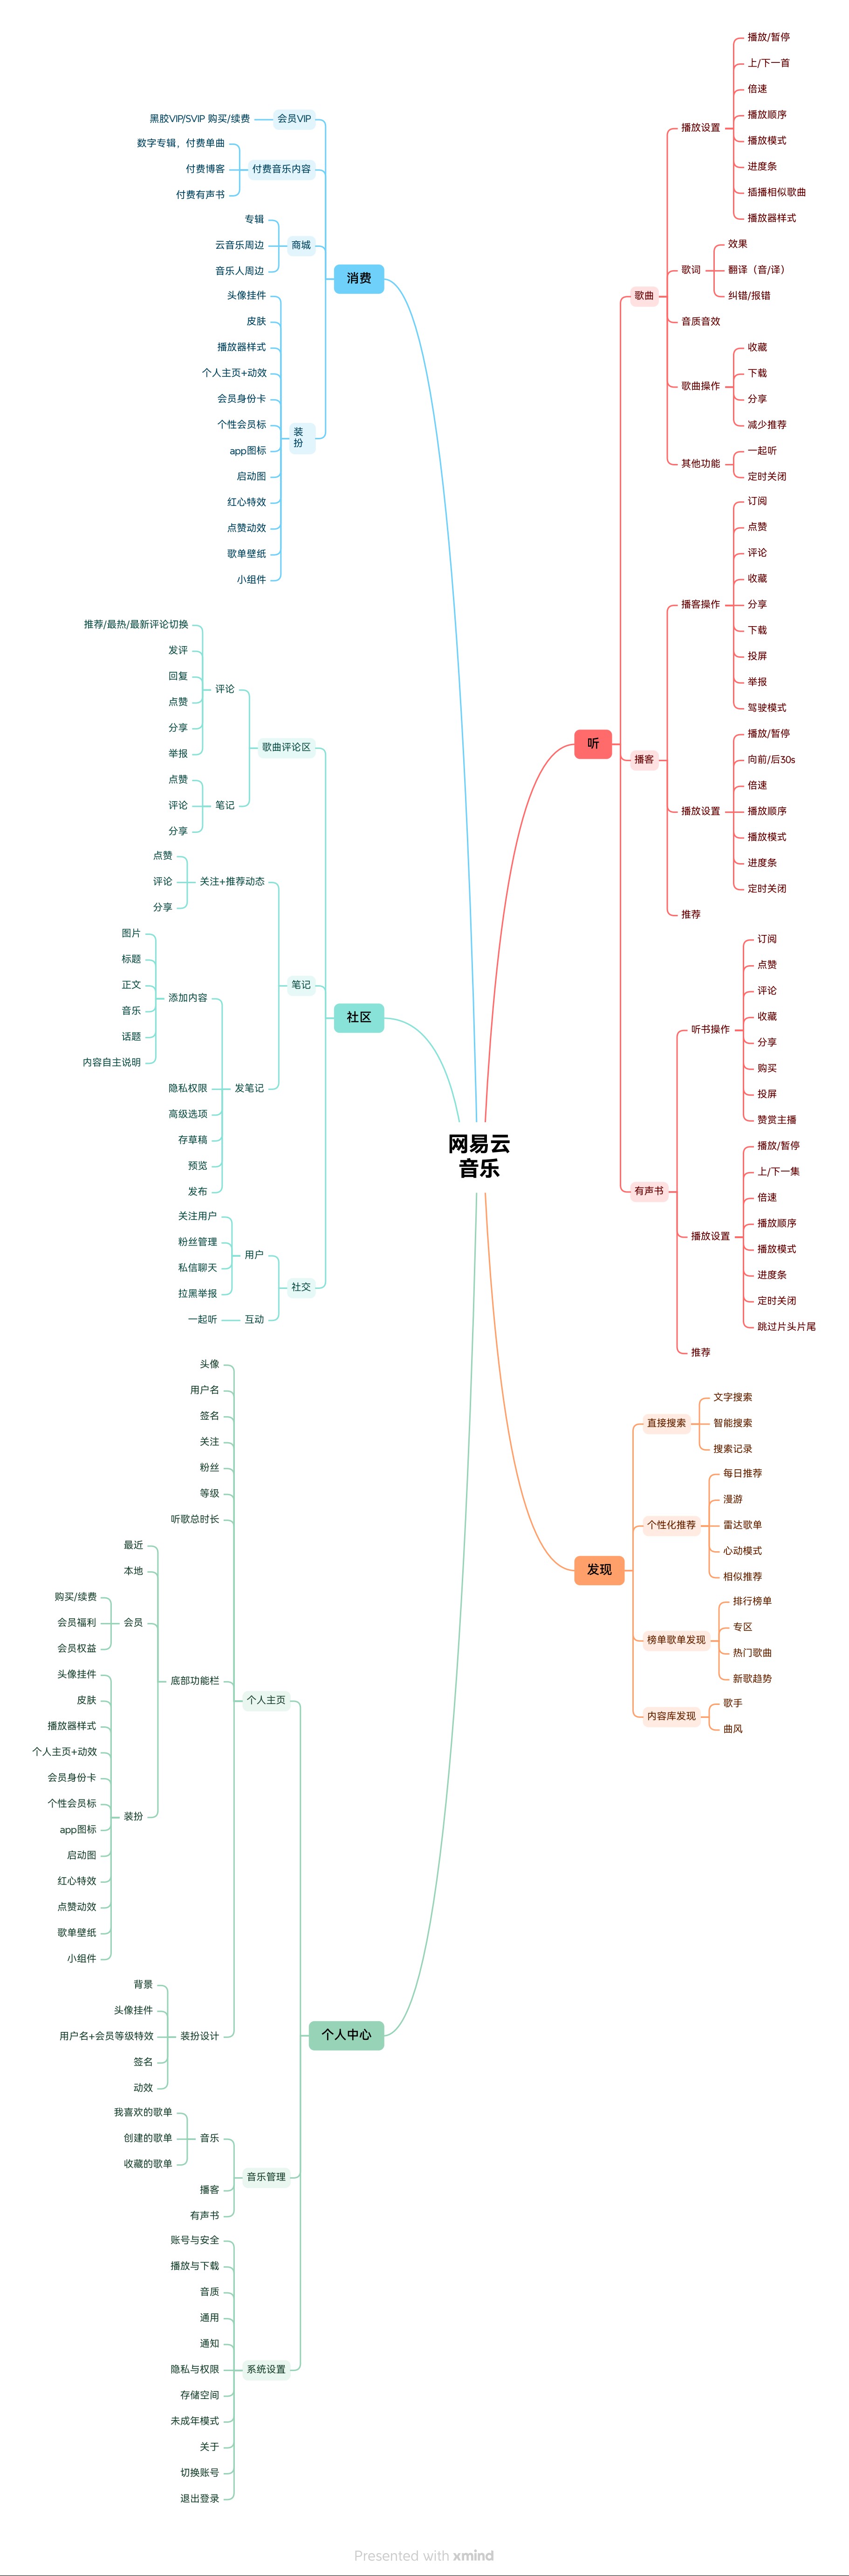 网易云
音乐
听
歌曲
播放设置
播放/暂停
上/下一首
倍速
播放顺序
播放模式
进度条
插播相似歌曲
播放器样式
歌词
效果
翻译（音/译）
纠错/报错
音质音效
歌曲操作
收藏
下载
分享
减少推荐
其他功能
一起听
定时关闭
播客
播客操作
订阅
点赞
评论
收藏
分享
下载
投屏
举报
驾驶模式
播放设置
播放/暂停
向前/后30s
倍速
播放顺序
播放模式
进度条
定时关闭
推荐
有声书
听书操作
订阅
点赞
评论
收藏
分享
购买
投屏
赞赏主播
播放设置
播放/暂停
上/下一集
倍速
播放顺序
播放模式
进度条
定时关闭
跳过片头片尾
推荐
发现
直接搜索
文字搜索
智能搜索
搜索记录
个性化推荐
每日推荐
漫游
雷达歌单
心动模式
相似推荐
榜单歌单发现
排行榜单
专区
热门歌曲
新歌趋势
内容库发现
歌手
曲风
消费
会员VIP
黑胶VIP/SVIP 购买/续费
付费音乐内容
数字专辑，付费单曲
付费博客
付费有声书
商城
专辑
云音乐周边
音乐人周边
装
扮
头像挂件
皮肤
播放器样式
个人主页+动效
会员身份卡
个性会员标
app图标
启动图
红心特效
点赞动效
歌单壁纸
小组件
社区
歌曲评论区
评论
推荐/最热/最新评论切换
发评
回复
点赞
分享
举报
笔记
点赞
评论
分享
笔记
关注+推荐动态
点赞
评论
分享
发笔记
添加内容
图片
标题
正文
音乐
话题
内容自主说明
隐私权限
高级选项
存草稿
预览
发布
社交
用户
关注用户
粉丝管理
私信聊天
拉黑举报
互动
一起听
个人中心
个人主页
头像
用户名
签名
关注
粉丝
等级
听歌总时长
底部功能栏
最近
本地
会员
购买/续费
会员福利
会员权益
装扮
头像挂件
皮肤
播放器样式
个人主页+动效
会员身份卡
个性会员标
app图标
启动图
红心特效
点赞动效
歌单壁纸
小组件
装扮设计
背景
头像挂件
用户名+会员等级特效
签名
动效
音乐管理
音乐
我喜欢的歌单
创建的歌单
收藏的歌单
播客
有声书
系统设置
账号与安全
播放与下载
音质
通用
通知
隐私与权限
存储空间
未成年模式
关于
切换账号
退出登录
Presented with xmind